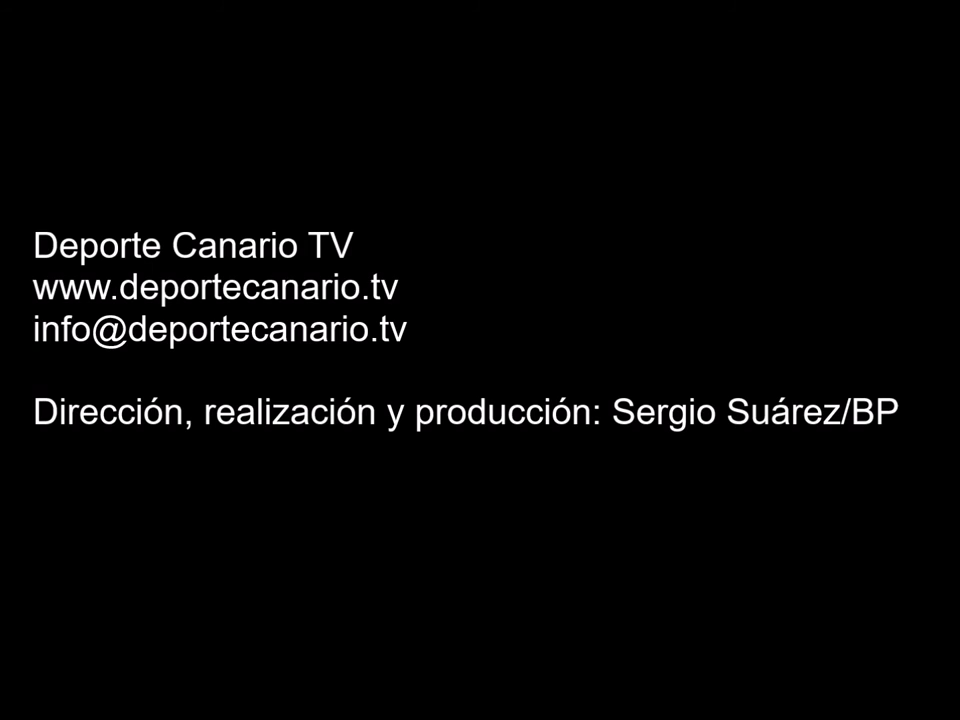 Deporte Canario TV
www.deportecanario.tv
info@deportecanario.tv
Dirección, realización y producción: Sergio Suárez/BP